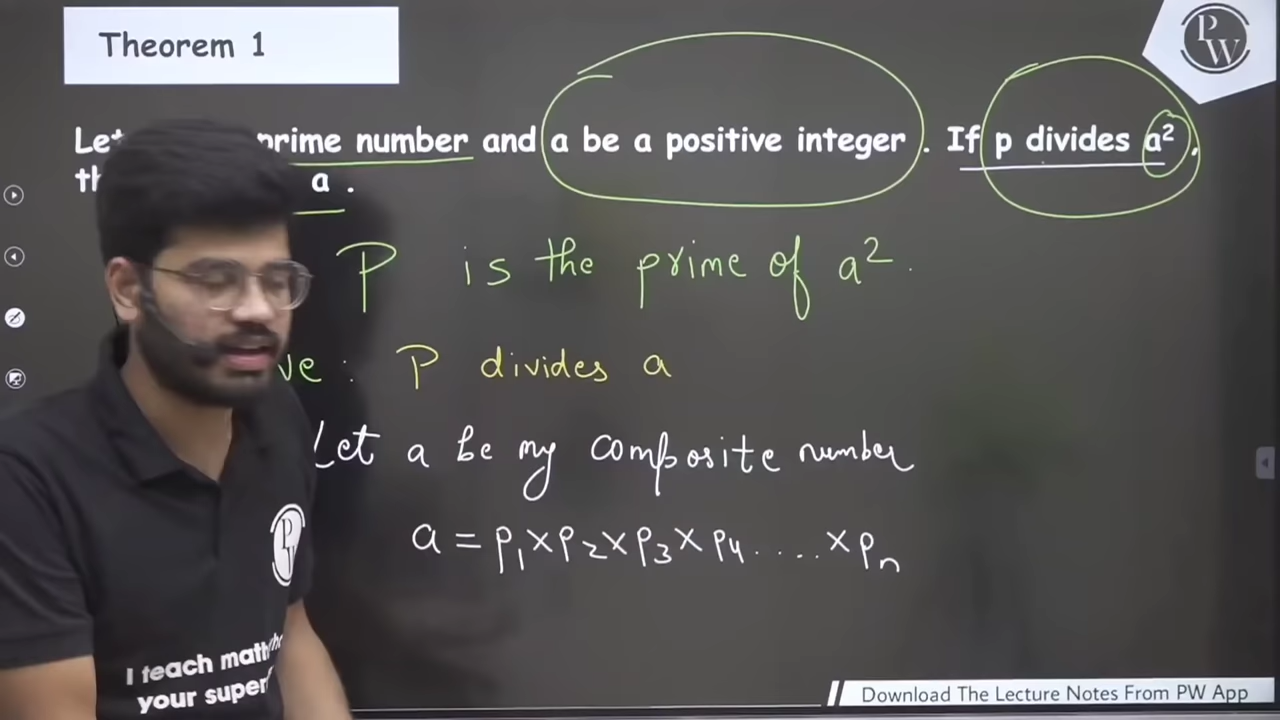 Theorem 1
PW
Let prime number and a be a positive integer. If p divides a²,
th a.
P is the prime of a².
ve: P divides a
Let a be my composite number
a = p₁ × p₂ × p₃ × p₄ ..... × pₙ
PW
I teach math
your super
Download The Lecture Notes From PW App